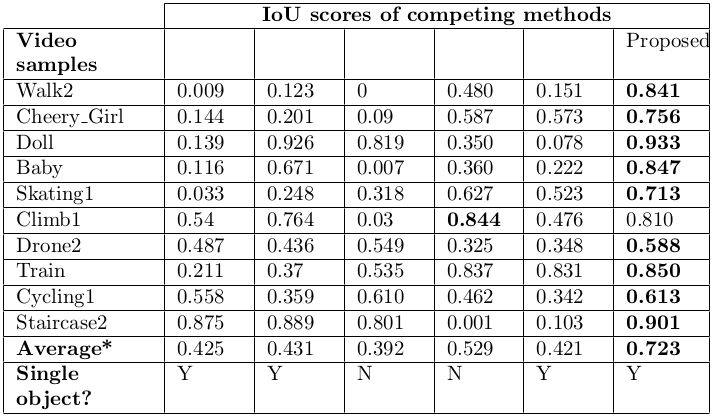 IoU scores of competing methods
Video Proposed
samples
Walk2 0.009 0.123 0 0.480 0.151 0.841
Cheery_Girl 0.144 0.201 0.09 0.587 0.573 0.756
Doll 0.139 0.926 0.819 0.350 0.078 0.933
Baby 0.116 0.671 0.007 0.360 0.222 0.847
Skating1 0.033 0.248 0.318 0.627 0.523 0.713
Climb1 0.54 0.764 0.03 0.844 0.476 0.810
Drone2 0.487 0.436 0.549 0.325 0.348 0.588
Train 0.211 0.37 0.535 0.837 0.831 0.850
Cycling1 0.558 0.359 0.610 0.462 0.342 0.613
Staircase2 0.875 0.889 0.801 0.001 0.103 0.901
Average* 0.425 0.431 0.392 0.529 0.421 0.723
Single Y Y N N Y Y
object?